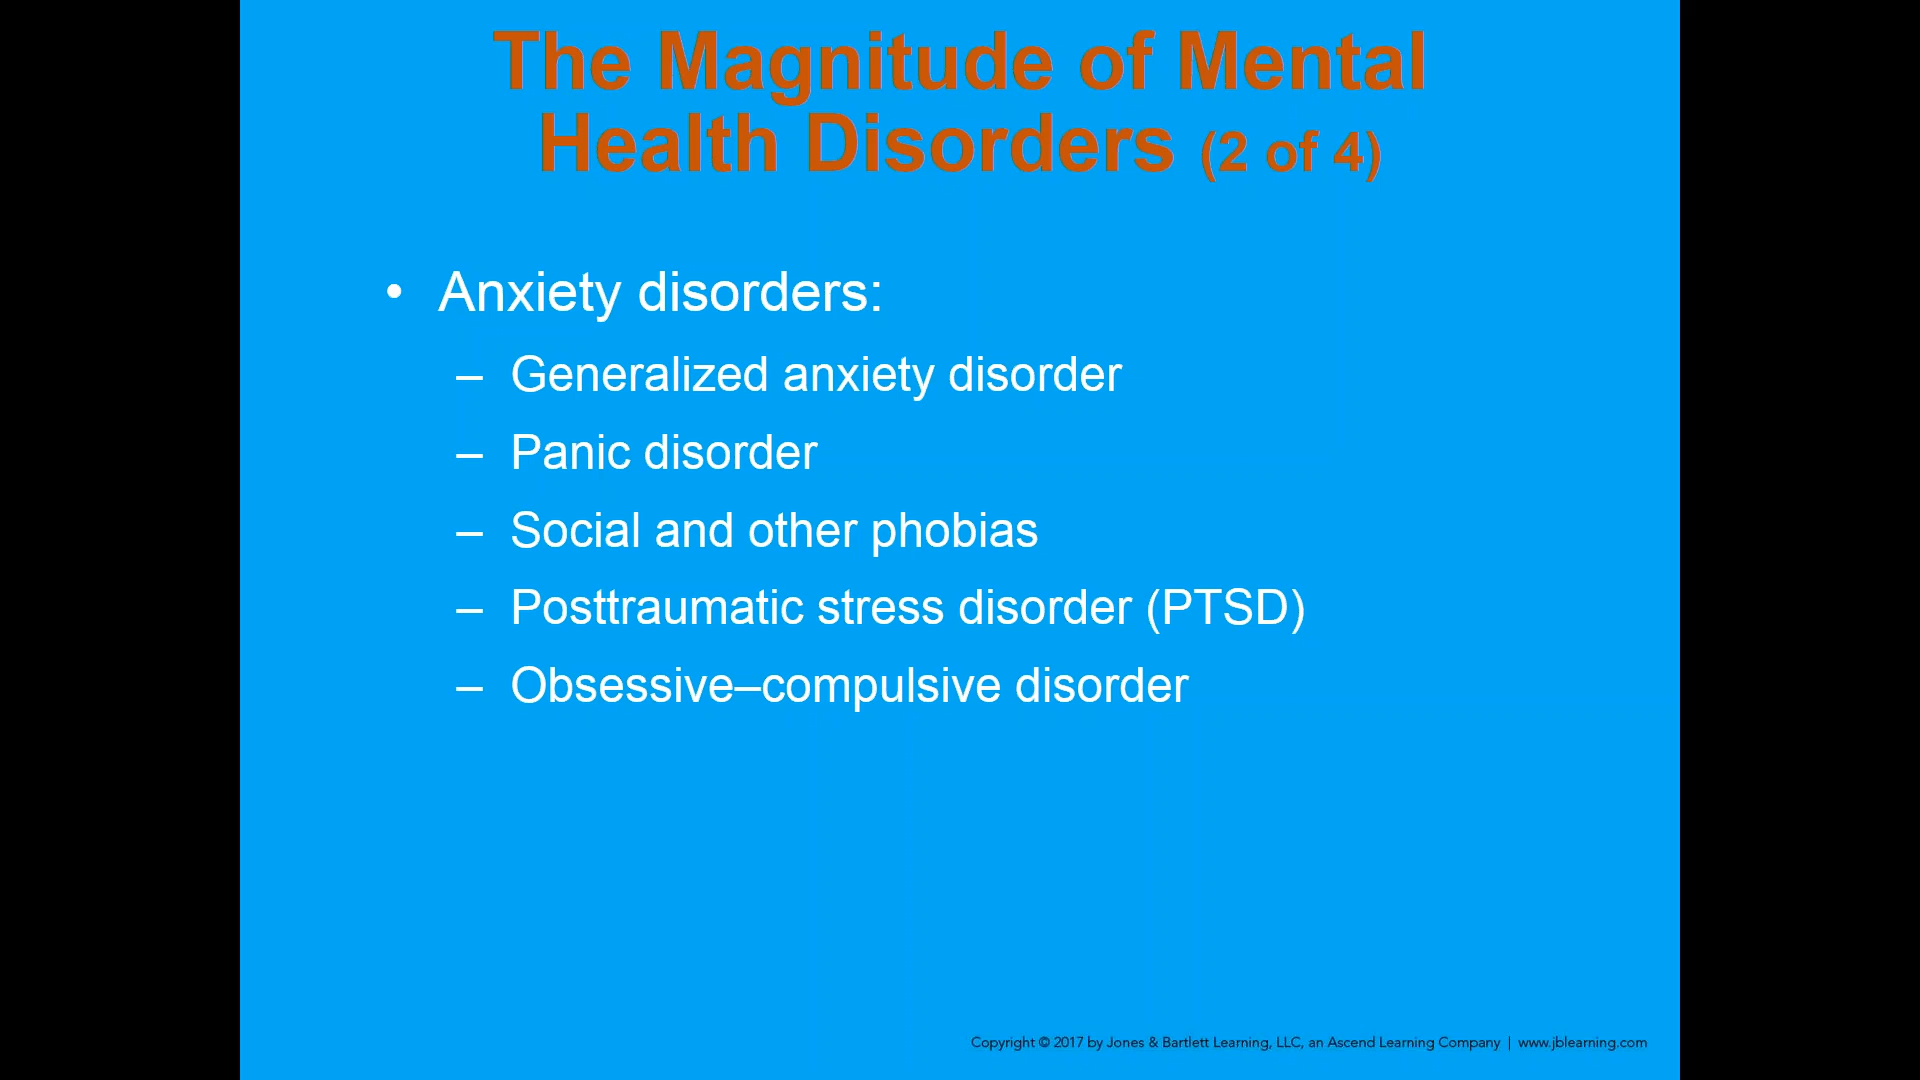 The Magnitude of Mental
Health Disorders (2 of 4)
• Anxiety disorders:
– Generalized anxiety disorder
– Panic disorder
– Social and other phobias
– Posttraumatic stress disorder (PTSD)
– Obsessive–compulsive disorder
Copyright © 2017 by Jones & Bartlett Learning, LLC, an Ascend Learning Company | www.jblearning.com